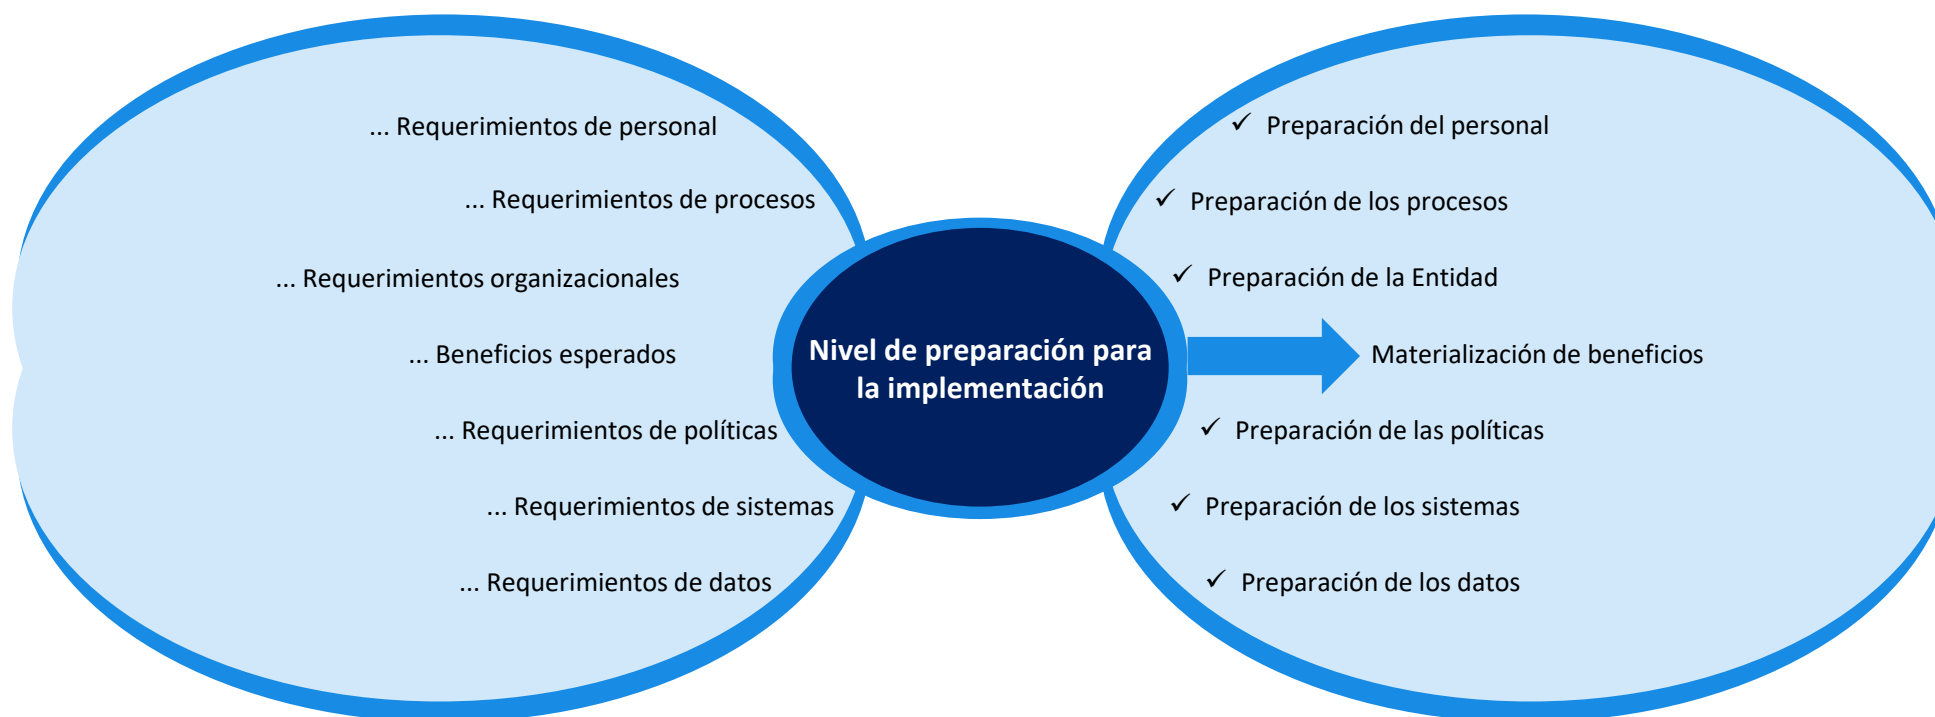 ... Requerimientos de personal
... Requerimientos de procesos
... Requerimientos organizacionales
... Beneficios esperados
... Requerimientos de políticas
... Requerimientos de sistemas
... Requerimientos de datos
Nivel de preparación para
la implementación
✓ Preparación del personal
✓ Preparación de los procesos
✓ Preparación de la Entidad
Materialización de beneficios
✓ Preparación de las políticas
✓ Preparación de los sistemas
✓ Preparación de los datos